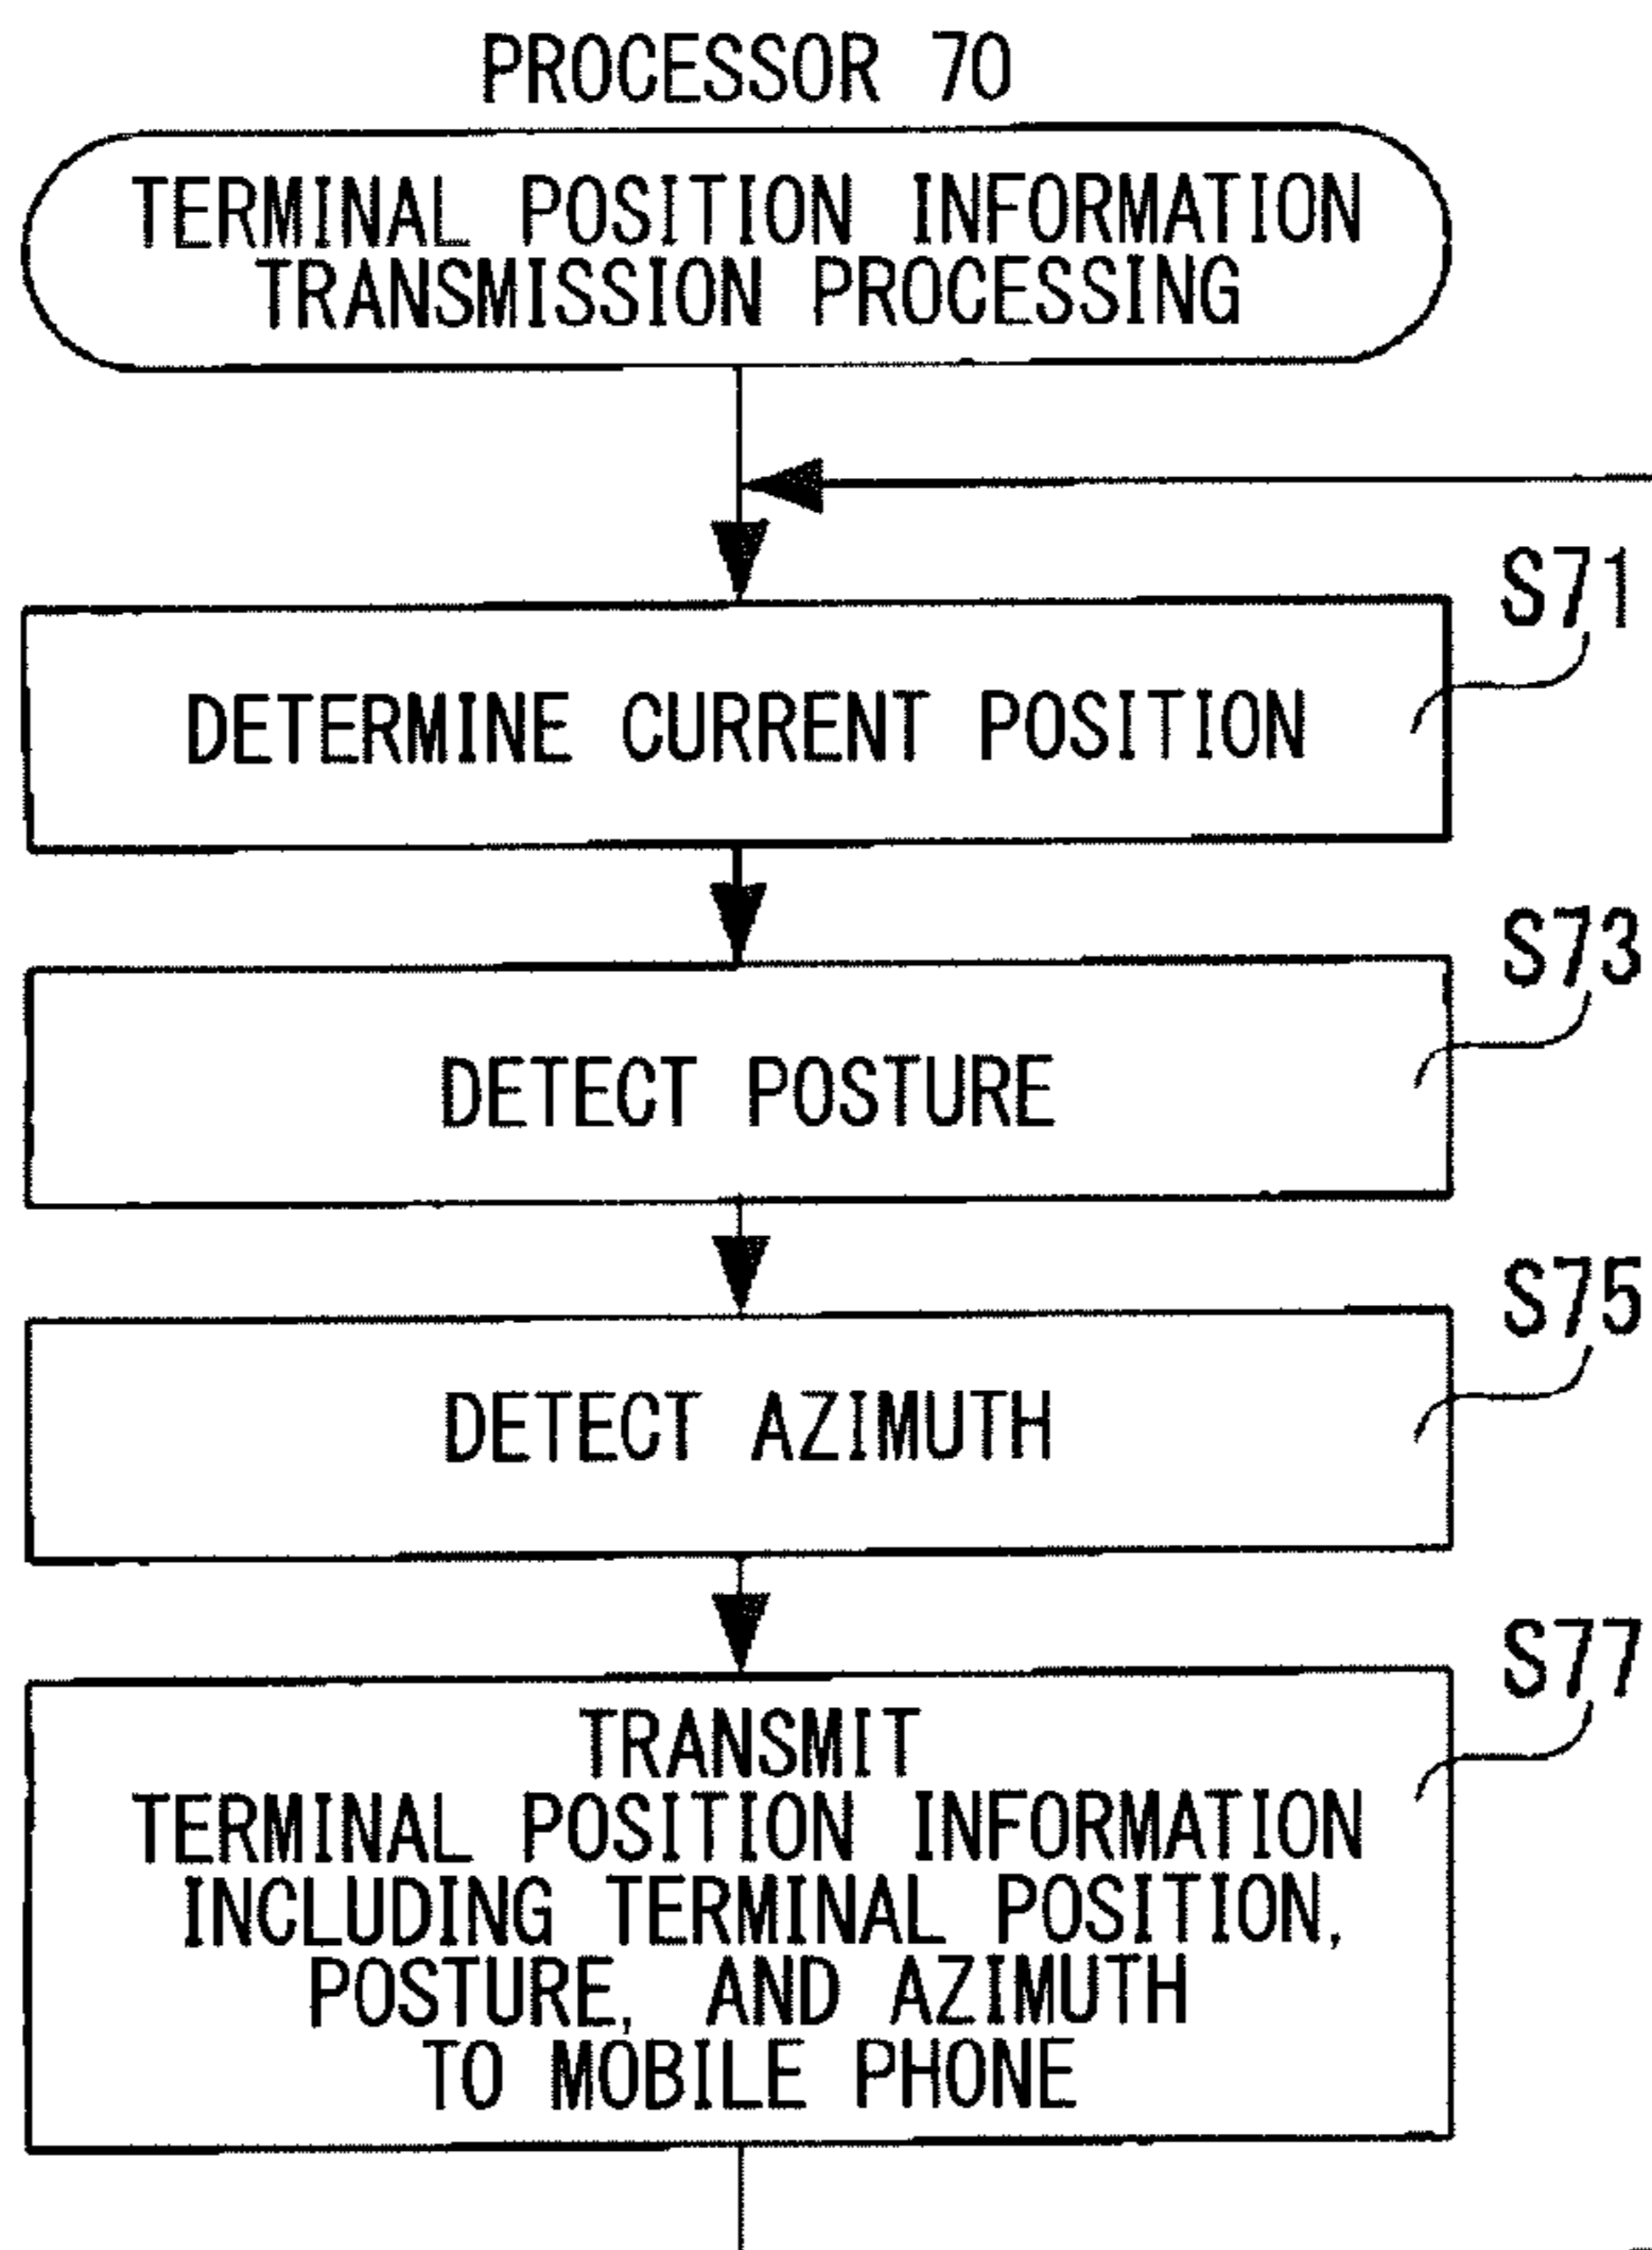 PROCESSOR 70
TERMINAL POSITION INFORMATION
TRANSMISSION PROCESSING
S71
DETERMINE CURRENT POSITION
S73
DETECT POSTURE
S75
DETECT AZIMUTH
S77
TRANSMIT
TERMINAL POSITION INFORMATION
INCLUDING TERMINAL POSITION,
POSTURE, AND AZIMUTH
TO MOBILE PHONE